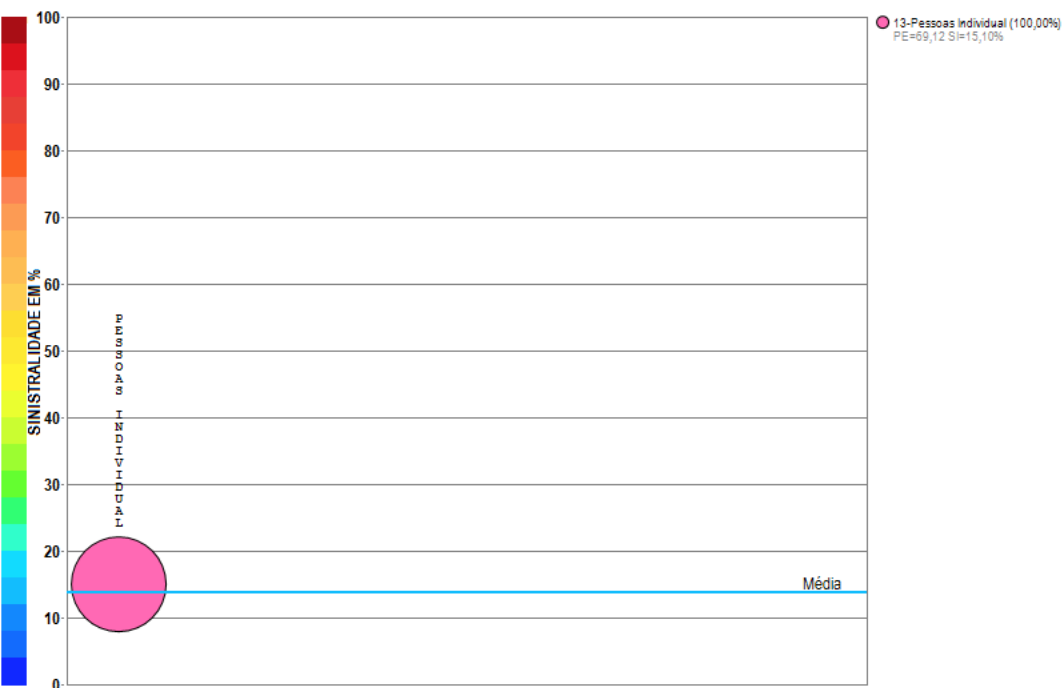 100
90
80
70
60
50
40
30
20
10
0
SINISTRALIDADE EM %
PESSOAS INDIVIDUAL
Média
13-Pessoas Individual (100,00%)
PE=69,12 SI=15,10%